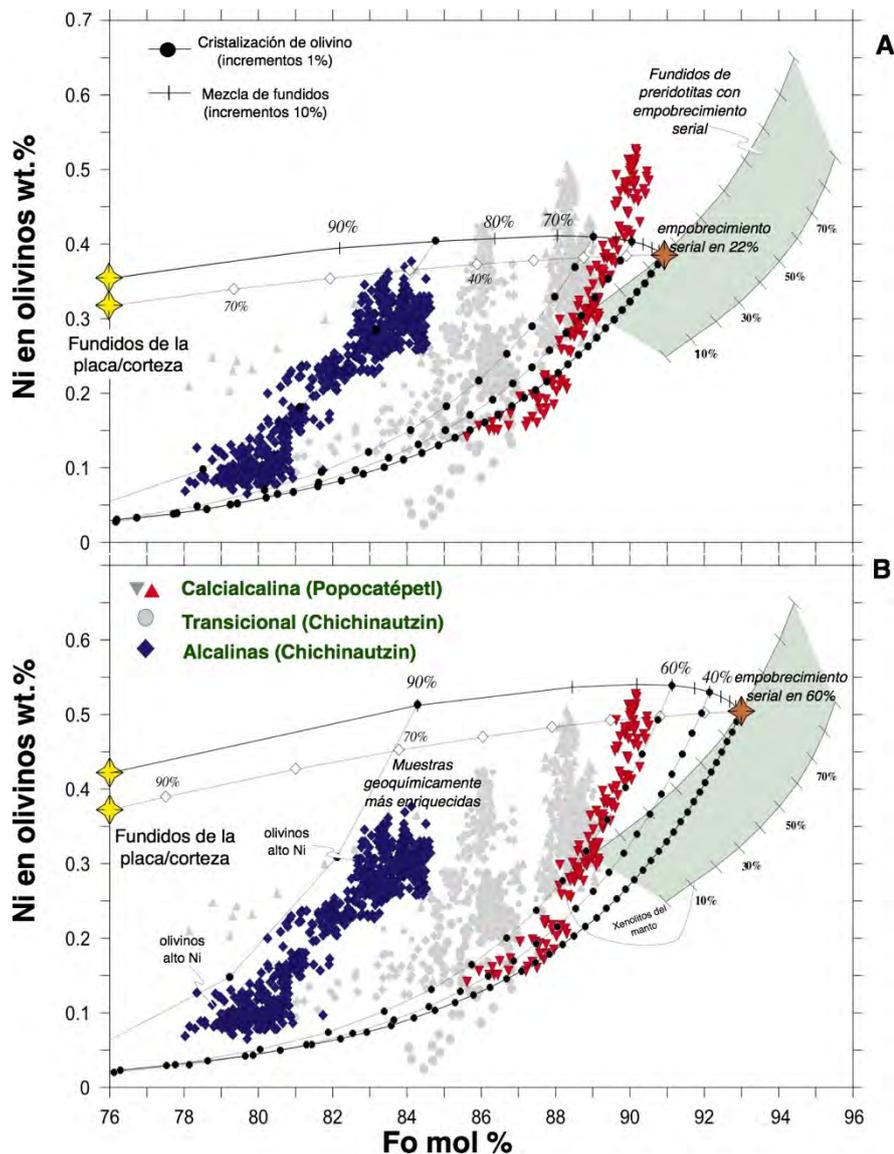 A
0.7
0.6
0.5
0.4
0.3
0.2
0.1
0
Ni en olivinos wt.%
Cristalización de olivino
(incrementos 1%)
Mezcla de fundidos
(incrementos 10%)
Fundidos de
preridotitas con
empobrecimiento
serial
90%
80%
70%
empobrecimiento
serial en 22%
70%
40%
70%
50%
30%
10%
Fundidos de la
placa/corteza
B
0.6
0.5
0.4
0.3
0.2
0.1
0
Ni en olivinos wt.%
Calcialcalina (Popocatépetl)
Transicional (Chichinautzin)
Alcalinas (Chichinautzin)
90%
60%
40%
empobrecimiento
serial en 60%
70%
90%
Muestras
geoquímicamente
más enriquecidas
Fundidos de la
placa/corteza
olivinos
alto Ni
olivinos
alto Ni
70%
50%
30%
10%
Xenolitos del
manto
76
78
80
82
84
86
88
90
92
94
96
Fo mol %